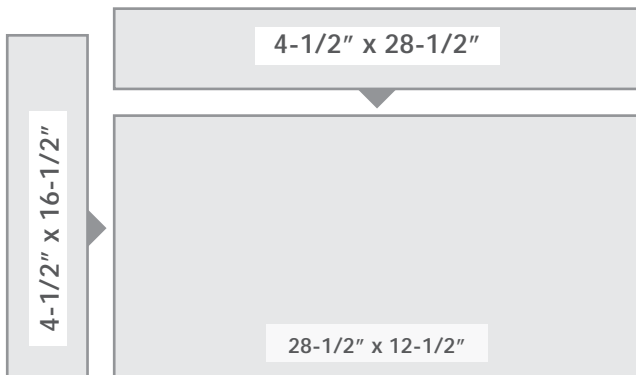 4-1/2” x 28-1/2”
4-1/2” x 16-1/2”
28-1/2” x 12-1/2”